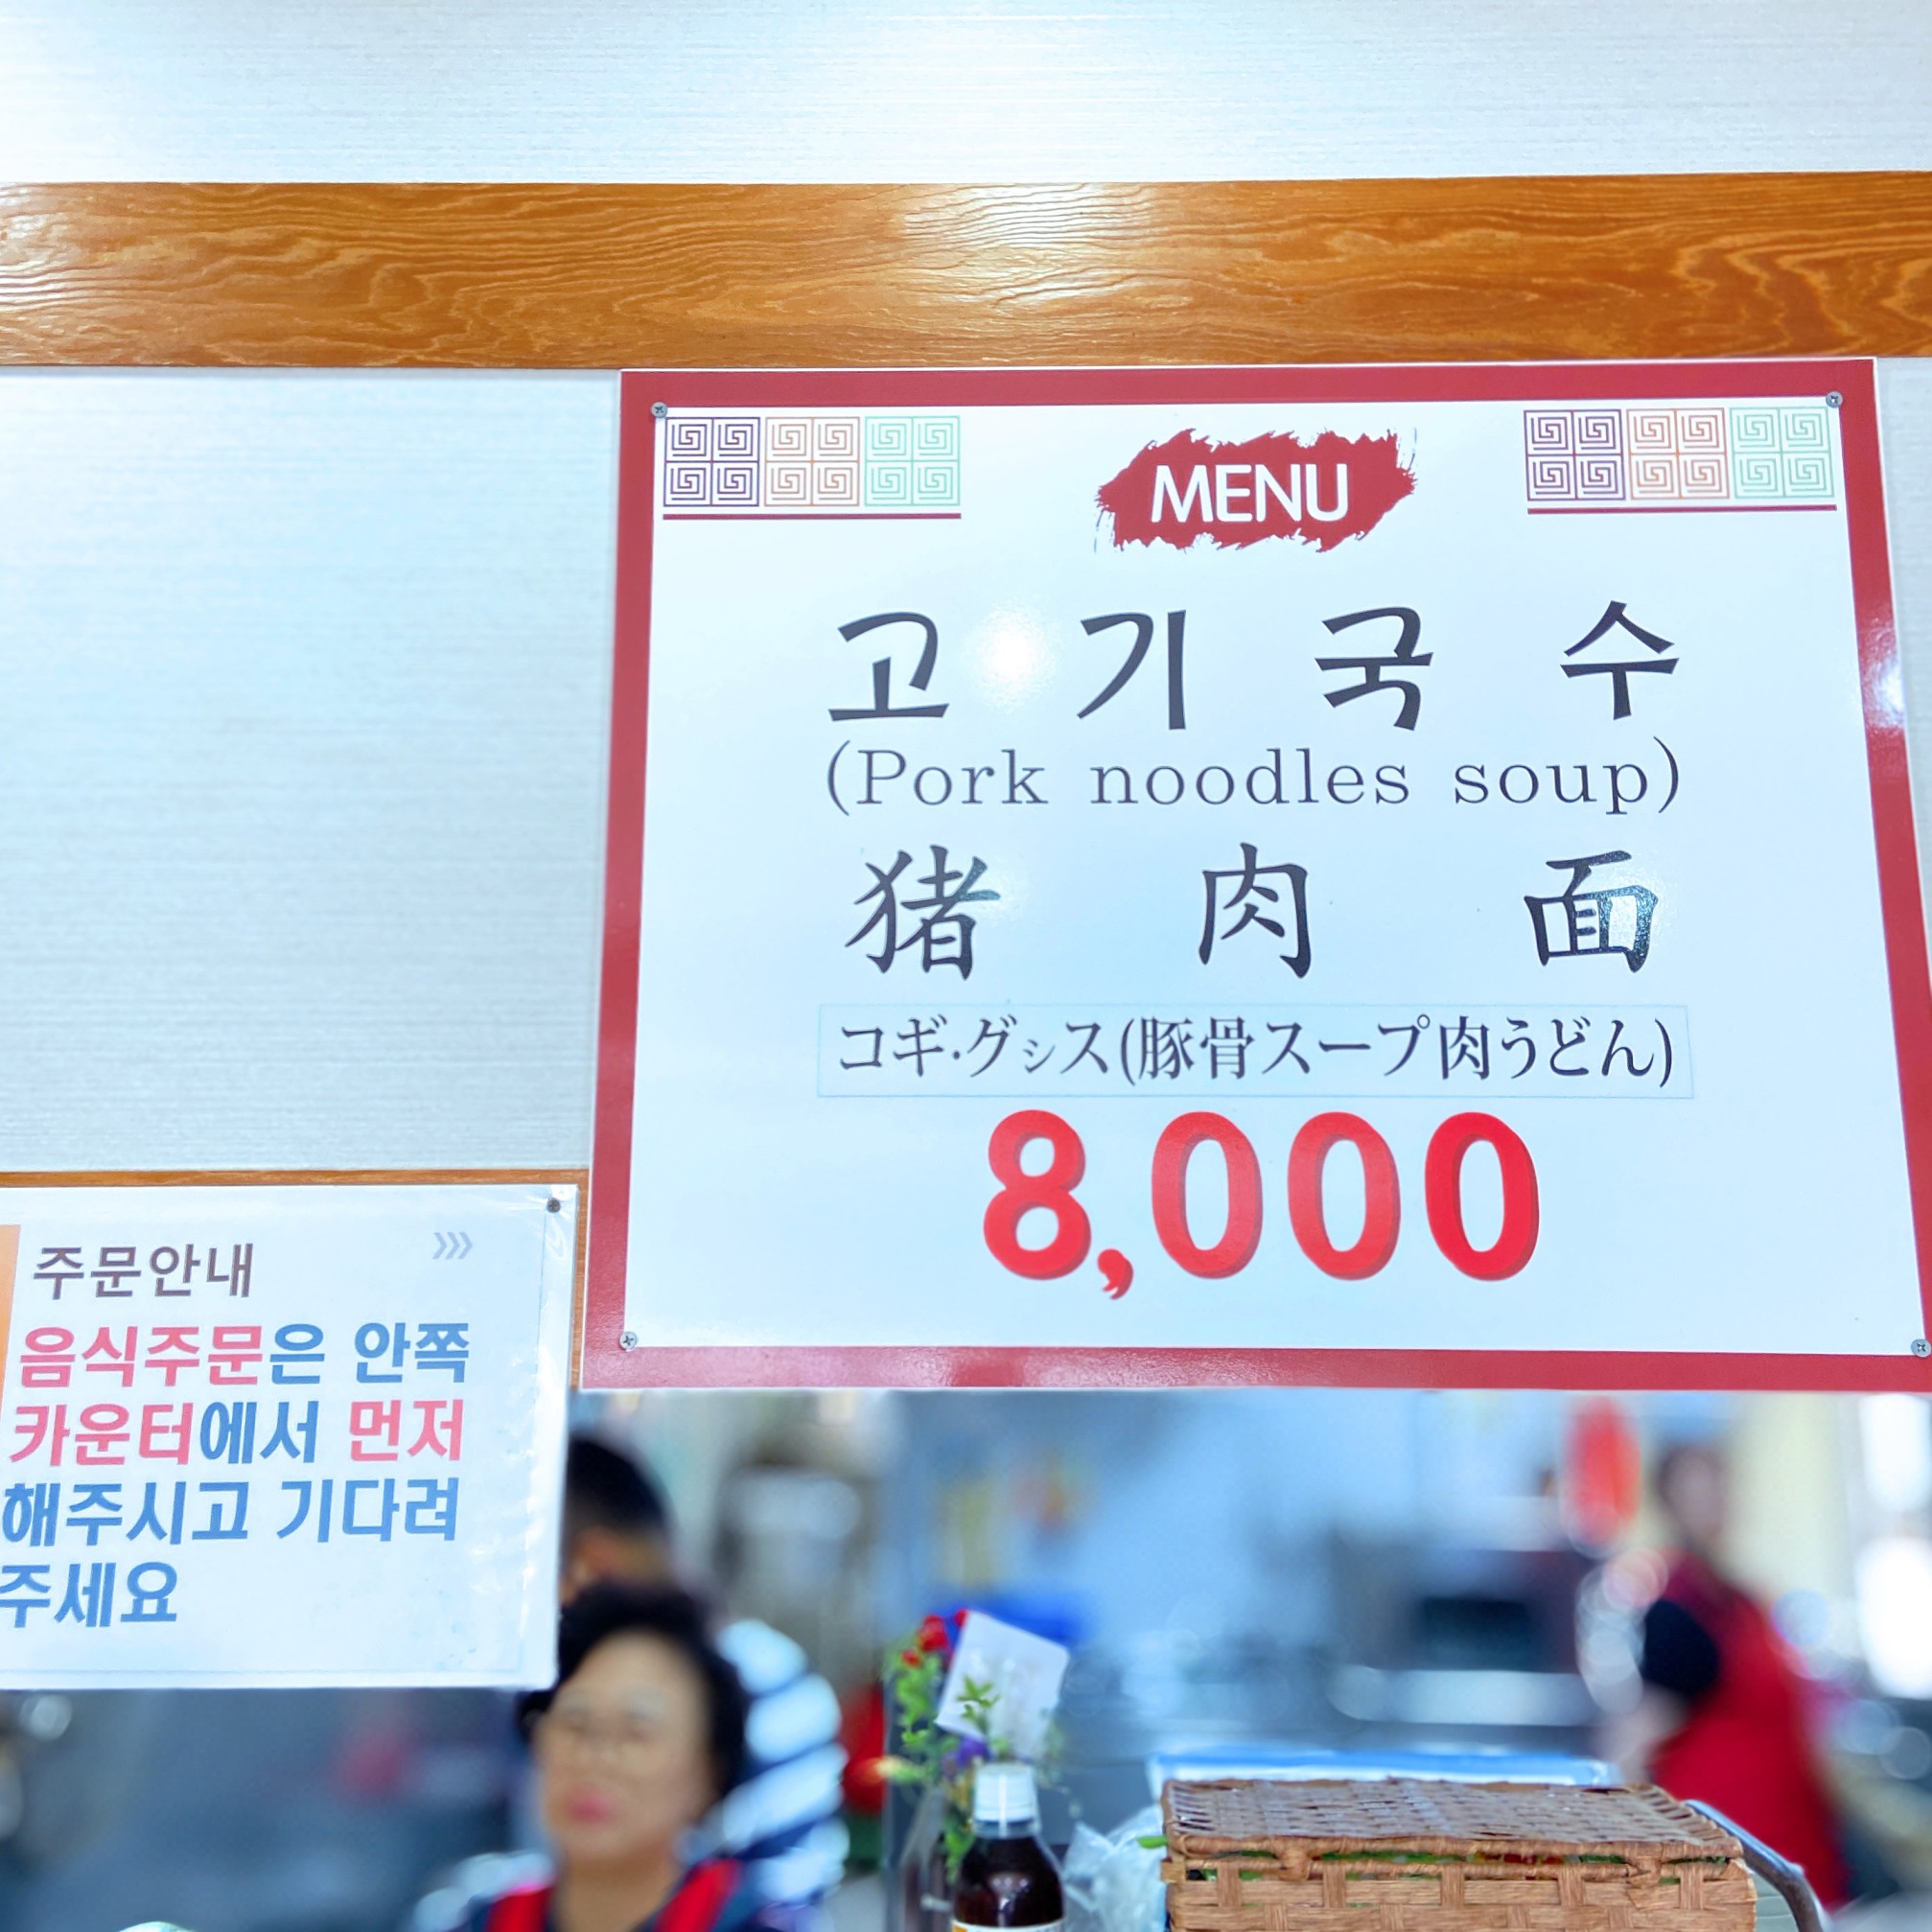 MENU
고기국수
(Pork noodles soup)
猪肉面
コギ·グㇱス(豚骨スープ肉うどん)
8,000
주문안내
음식주문은 안쪽
카운터에서 먼저
해주시고 기다려
주세요